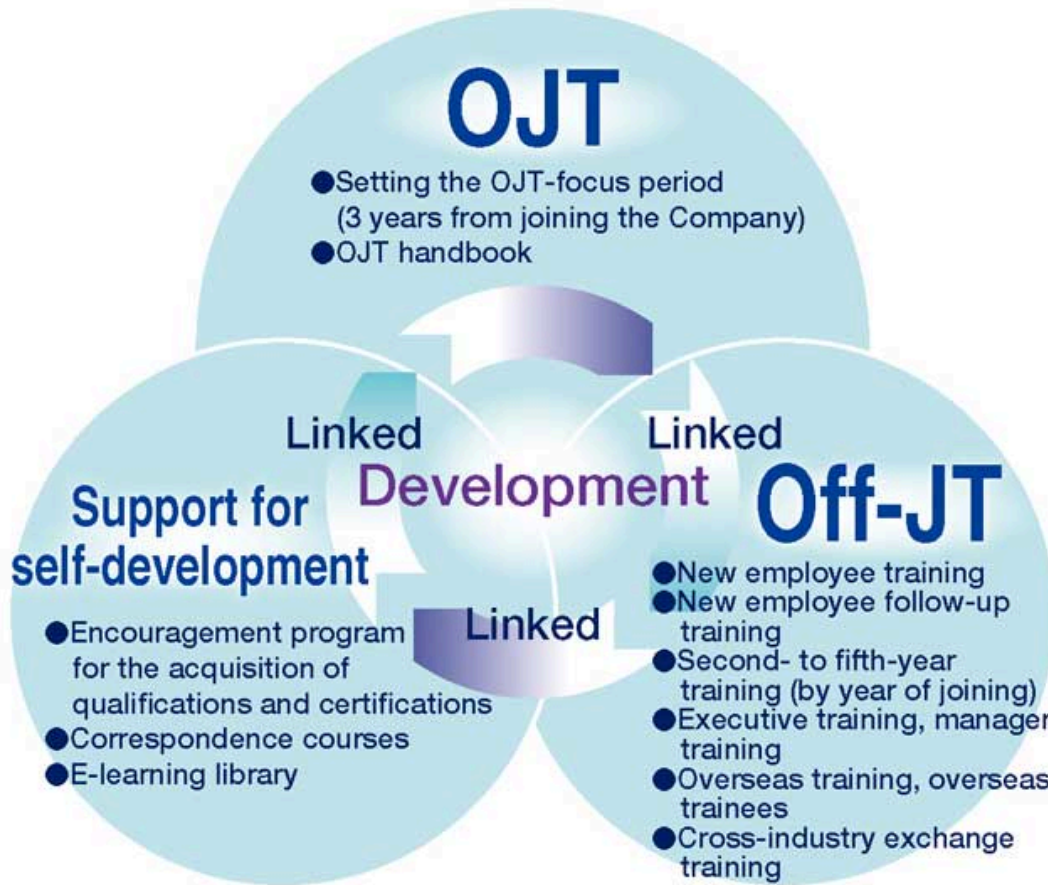 OJT
●Setting the OJT-focus period
(3 years from joining the Company)
●OJT handbook
Linked
Linked
Development
Linked
Support for
self-development
●Encouragement program
for the acquisition of
qualifications and certifications
●Correspondence courses
●E-learning library
Off-JT
●New employee training
●New employee follow-up
training
●Second- to fifth-year
training (by year of joining)
●Executive training, manager
training
●Overseas training, overseas
trainees
●Cross-industry exchange
training